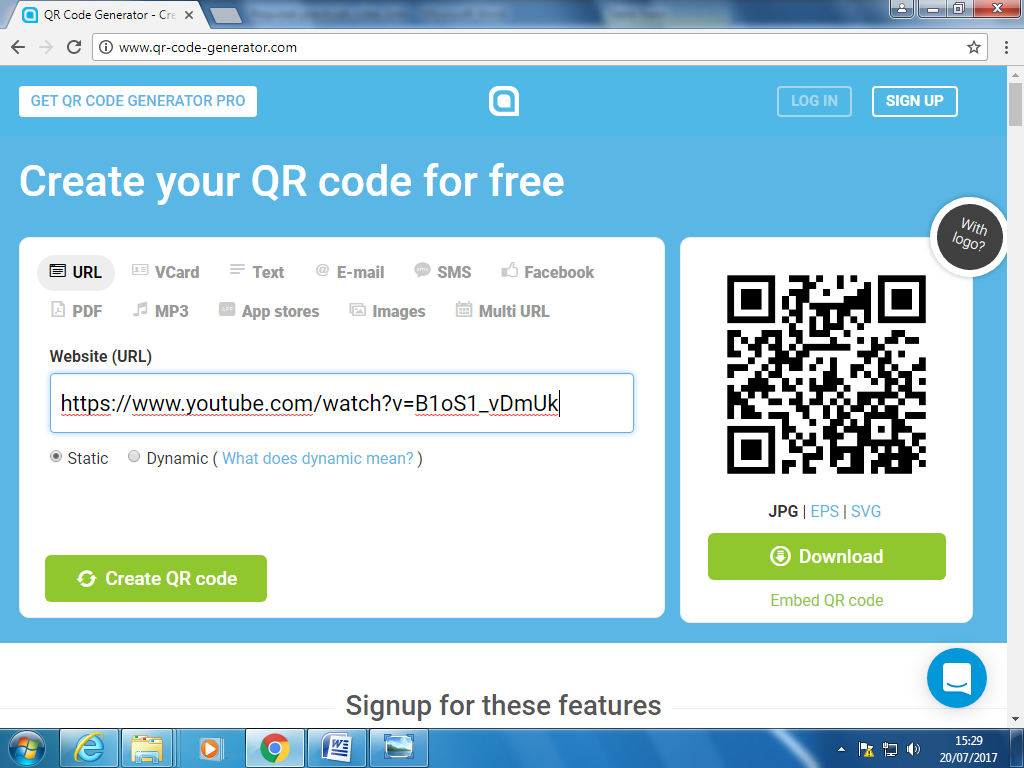 QR Code Generator - Cre
www.qr-code-generator.com
GET QR CODE GENERATOR PRO
LOG IN
SIGN UP
Create your QR code for free
With
logo?
URL VCard Text E-mail SMS Facebook
PDF MP3 App stores Images Multi URL
Website (URL)
https://www.youtube.com/watch?v=B1oS1_vDmUk
Static Dynamic ( What does dynamic mean? )
JPG | EPS | SVG
Create QR code
Download
Embed QR code
Signup for these features
15:29
20/07/2017